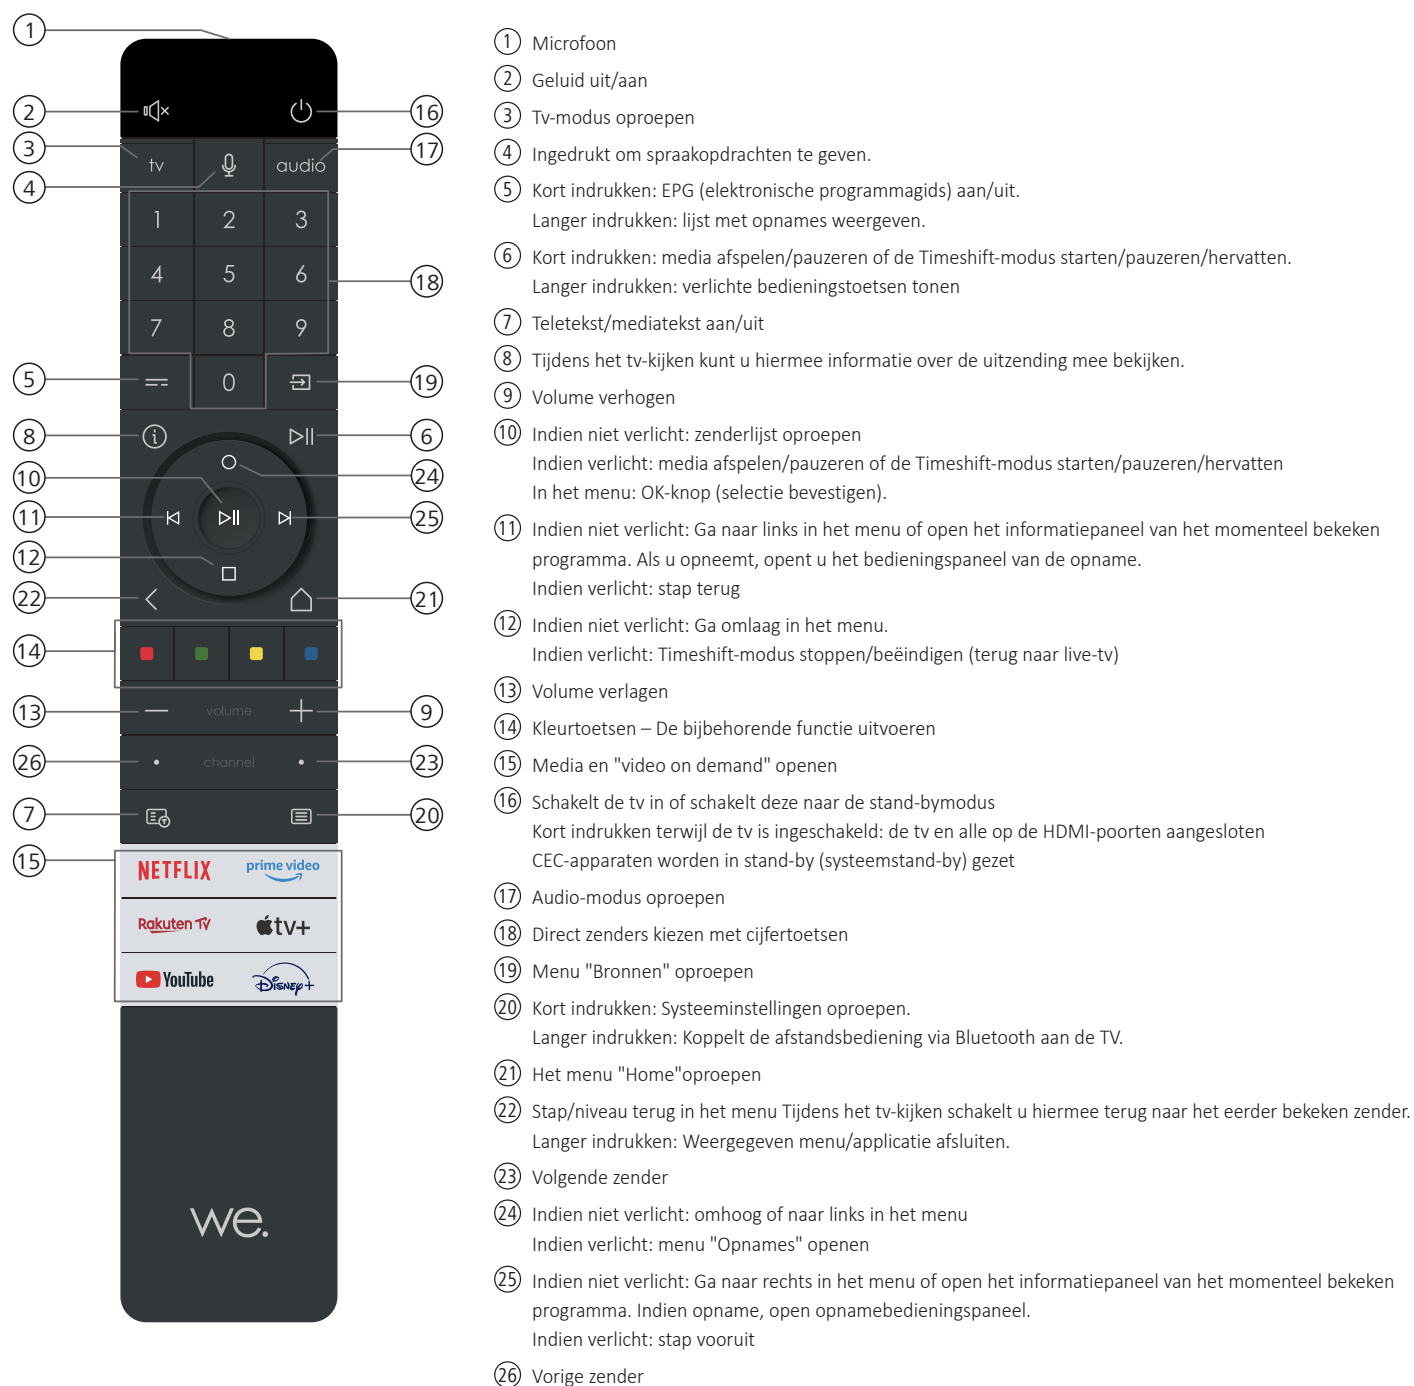 1
2
3
4
5
8
10
11
12
22
14
13
26
7
15
16
17
18
19
6
24
25
21
9
23
20
tv
audio
1 2 3
4 5 6
7 8 9
0
volume
channel
NETFLIX
prime video
Rakuten TV
tv+
YouTube
Disney+
we.
1 Microfoon
2 Geluid uit/aan
3 Tv-modus oproepen
4 Ingedrukt om spraakopdrachten te geven.
5 Kort indrukken: EPG (elektronische programmagids) aan/uit.
Langer indrukken: lijst met opnames weergeven.
6 Kort indrukken: media afspelen/pauzeren of de Timeshift-modus starten/pauzeren/hervatten.
Langer indrukken: verlichte bedieningstoetsen tonen
7 Teletekst/mediatekst aan/uit
8 Tijdens het tv-kijken kunt u hiermee informatie over de uitzending mee bekijken.
9 Volume verhogen
10 Indien niet verlicht: zenderlijst oproepen
Indien verlicht: media afspelen/pauzeren of de Timeshift-modus starten/pauzeren/hervatten
In het menu: OK-knop (selectie bevestigen).
11 Indien niet verlicht: Ga naar links in het menu of open het informatiepaneel van het momenteel bekeken
programma. Als u opneemt, opent u het bedieningspaneel van de opname.
Indien verlicht: stap terug
12 Indien niet verlicht: Ga omlaag in het menu.
Indien verlicht: Timeshift-modus stoppen/beëindigen (terug naar live-tv)
13 Volume verlagen
14 Kleurtoetsen – De bijbehorende functie uitvoeren
15 Media en "video on demand" openen
16 Schakelt de tv in of schakelt deze naar de stand-bymodus
Kort indrukken terwijl de tv is ingeschakeld: de tv en alle op de HDMI-poorten aangesloten
CEC-apparaten worden in stand-by (systeemstand-by) gezet
17 Audio-modus oproepen
18 Direct zenders kiezen met cijfertoetsen
19 Menu "Bronnen" oproepen
20 Kort indrukken: Systeeminstellingen oproepen.
Langer indrukken: Koppelt de afstandsbediening via Bluetooth aan de TV.
21 Het menu "Home"oproepen
22 Stap/niveau terug in het menu Tijdens het tv-kijken schakelt u hiermee terug naar het eerder bekeken zender.
Langer indrukken: Weergegeven menu/applicatie afsluiten.
23 Volgende zender
24 Indien niet verlicht: omhoog of naar links in het menu
Indien verlicht: menu "Opnames" openen
25 Indien niet verlicht: Ga naar rechts in het menu of open het informatiepaneel van het momenteel bekeken
programma. Indien opname, open opnamebedieningspaneel.
Indien verlicht: stap vooruit
26 Vorige zender